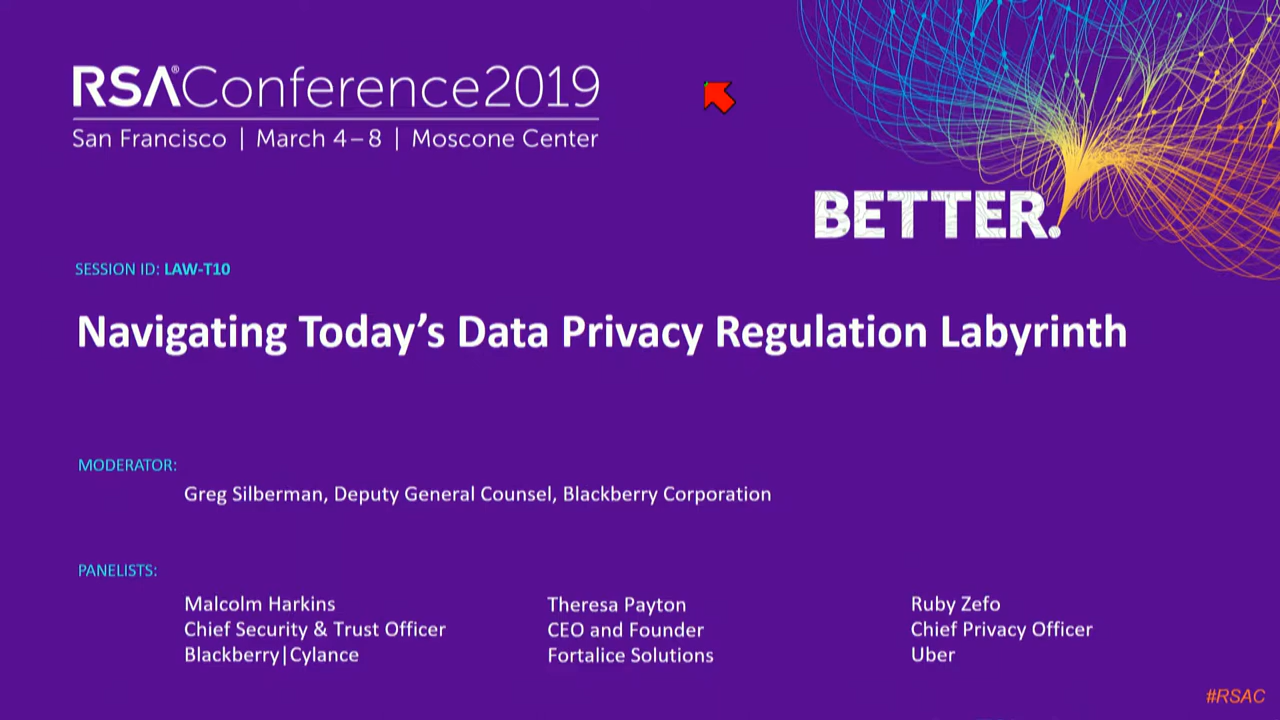 RSA®Conference2019
San Francisco | March 4–8 | Moscone Center
BETTER.
SESSION ID: LAW-T10
Navigating Today’s Data Privacy Regulation Labyrinth
MODERATOR:
Greg Silberman, Deputy General Counsel, Blackberry Corporation
PANELISTS:
Malcolm Harkins
Chief Security & Trust Officer
Blackberry|Cylance
Theresa Payton
CEO and Founder
Fortalice Solutions
Ruby Zefo
Chief Privacy Officer
Uber
#RSAC